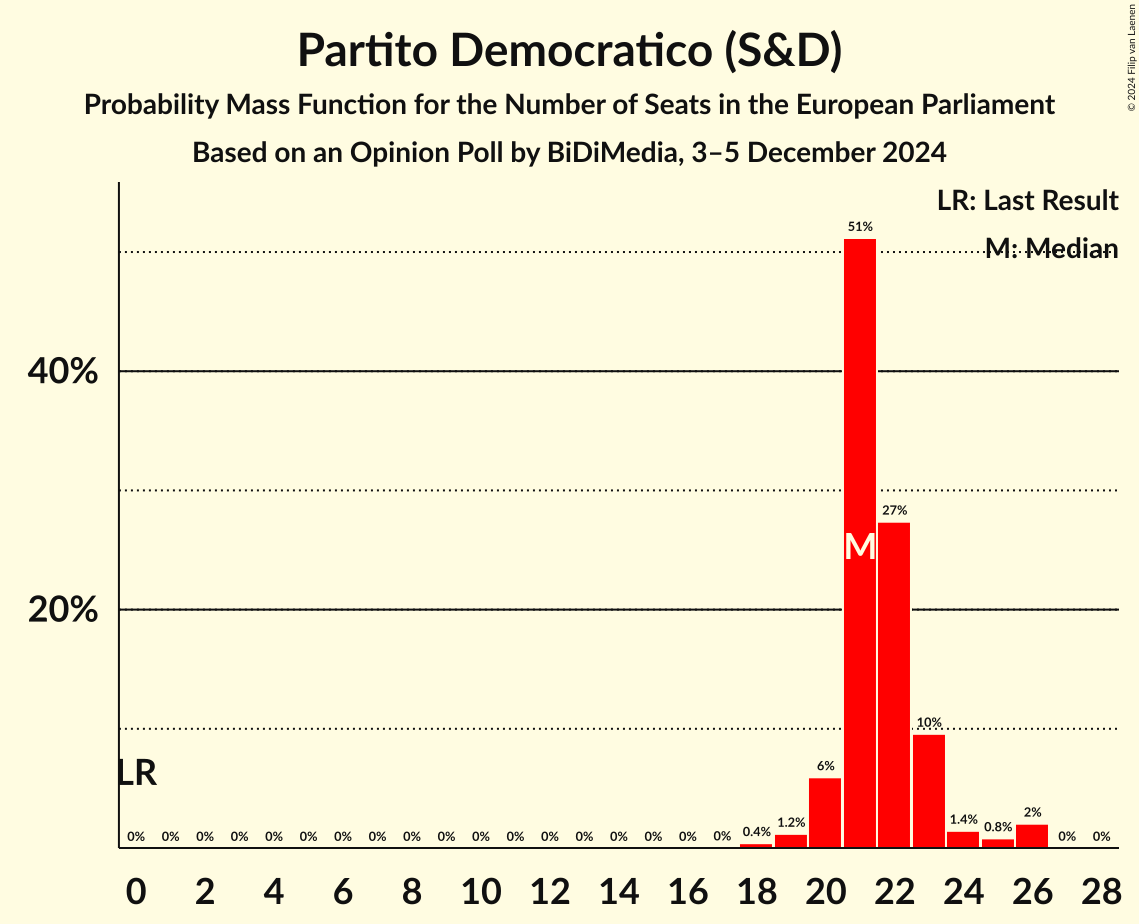 Partito Democratico (S&D)
Probability Mass Function for the Number of Seats in the European Parliament
Based on an Opinion Poll by BiDiMedia, 3–5 December 2024
© 2024 Filip van Laenen
LR: Last Result
M: Median
51%
40%
27%
M
20%
10%
LR
6%
0% 0% 0% 0% 0% 0% 0% 0% 0% 0% 0% 0% 0% 0% 0% 0% 0% 0% 0.4% 1.2% 1.4% 0.8% 2% 0% 0%
0 2 4 6 8 10 12 14 16 18 20 22 24 26 28